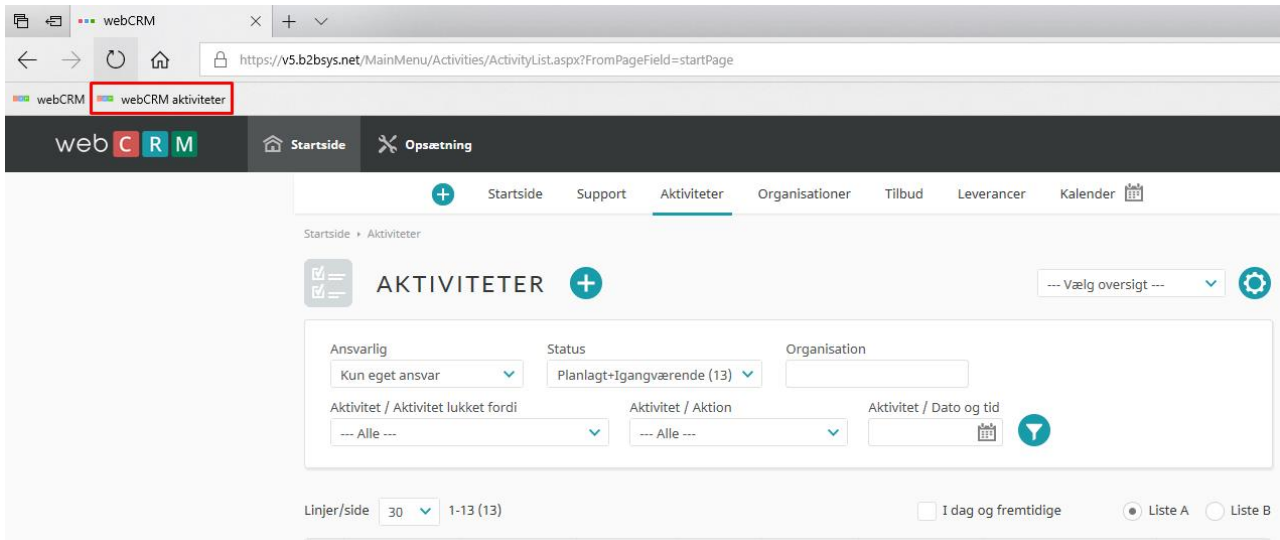 webCRM
https://v5.b2bsys.net/MainMenu/Activities/ActivityList.aspx?FromPageField=startPage
webCRM webCRM aktiviteter
web C R M Startside Opsætning
Startside Support Aktiviteter Organisationer Tilbud Leverancer Kalender
Startside Aktiviteter
AKTIVITETER --- Vælg oversigt ---
Ansvarlig Status Organisation
Kun eget ansvar Planlagt+Igangværende (13)
Aktivitet / Aktivitet lukket fordi Aktivitet / Aktion Aktivitet / Dato og tid
--- Alle --- --- Alle ---
Linjer/side 30 1-13 (13) I dag og fremtidige Liste A Liste B